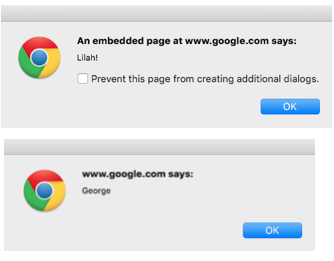 An embedded page at www.google.com says:
Lilah!
Prevent this page from creating additional dialogs.
OK
www.google.com says:
George
OK